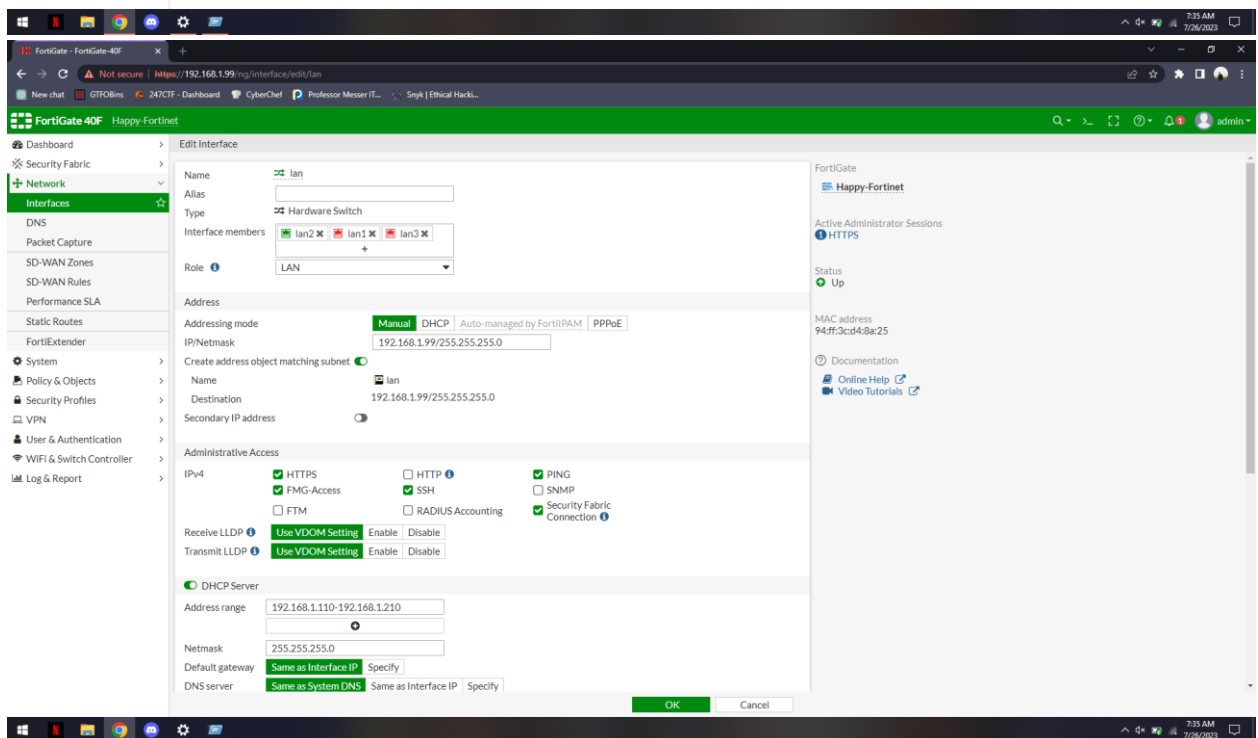 7:35 AM
7/26/2023
FortiGate - FortiGate-40F
Not secure | https://192.168.1.99/ng/interface/edit/lan
New chat GTFOBins 247CTF - Dashboard CyberChef Professor Messer IT... Snyk | Ethical Hacki...
FortiGate 40F Happy-Fortinet admin
Dashboard
Security Fabric
Network
Interfaces
DNS
Packet Capture
SD-WAN Zones
SD-WAN Rules
Performance SLA
Static Routes
FortiExtender
System
Policy & Objects
Security Profiles
VPN
User & Authentication
WiFi & Switch Controller
Log & Report
Edit Interface
Name lan
Alias
Type Hardware Switch
Interface members lan2 lan1 lan3
Role LAN
Address
Addressing mode Manual DHCP Auto-managed by FortiIPAM PPPoE
IP/Netmask 192.168.1.99/255.255.255.0
Create address object matching subnet
Name lan
Destination 192.168.1.99/255.255.255.0
Secondary IP address
Administrative Access
IPv4 HTTPS HTTP PING
FMG-Access SSH SNMP
FTM RADIUS Accounting Security Fabric
Connection
Receive LLDP Use VDOM Setting Enable Disable
Transmit LLDP Use VDOM Setting Enable Disable
DHCP Server
Address range 192.168.1.110-192.168.1.210
Netmask 255.255.255.0
Default gateway Same as Interface IP Specify
DNS server Same as System DNS Same as Interface IP Specify
OK Cancel
FortiGate
Happy-Fortinet
Active Administrator Sessions
1 HTTPS
Status
Up
MAC address
94:ff:3c:d4:8a:25
Documentation
Online Help
Video Tutorials
7:35 AM
7/26/2023